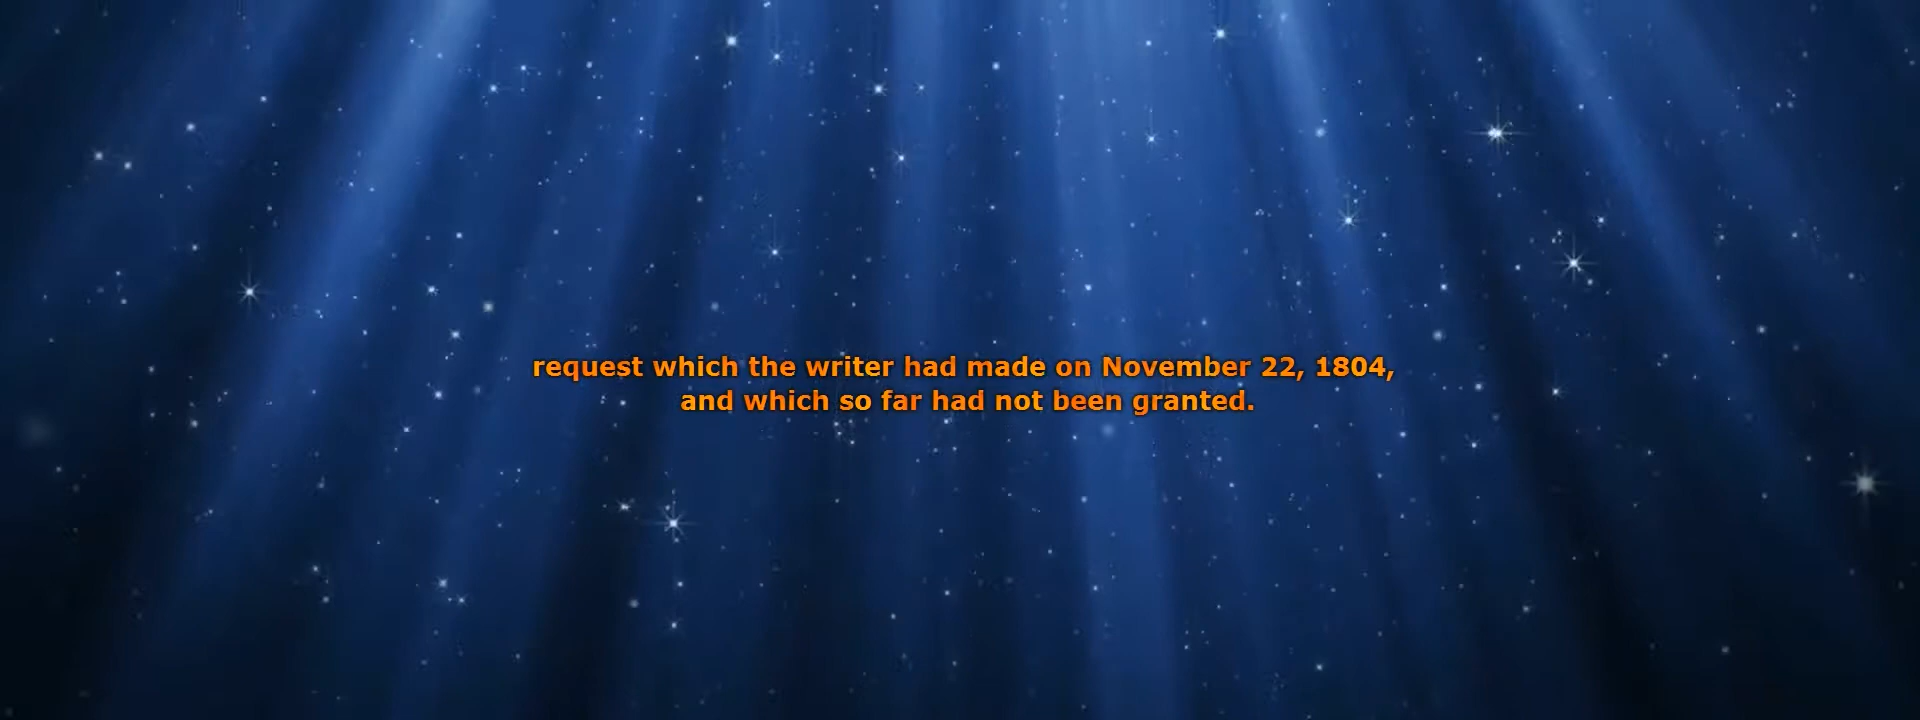 request which the writer had made on November 22, 1804,
and which so far had not been granted.